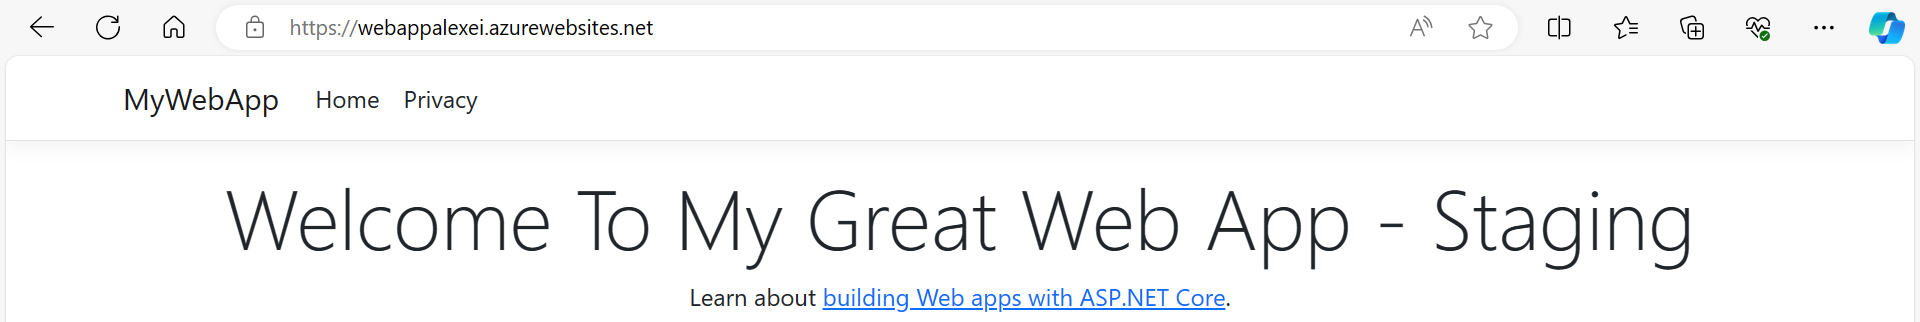 https://webappalexei.azurewebsites.net
MyWebApp Home Privacy
Welcome To My Great Web App - Staging
Learn about building Web apps with ASP.NET Core.